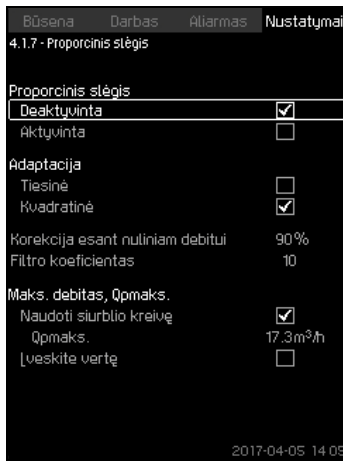 Būsena Darbas Aliarmas Nustatymai
4.1.7 - Proporcinis slėgis
Proporcinis slėgis
Deaktyvinta
Aktyvinta
Adaptacija
Tiesinė
Kvadratinė
Korekcija esant nuliniam debitui 90%
Filtro koeficientas 10
Maks. debitas, Qpmaks.
Naudoti siurblio kreivę
Qpmaks. 17.3m³/h
Įveskite vertę
2017-04-05 14:05